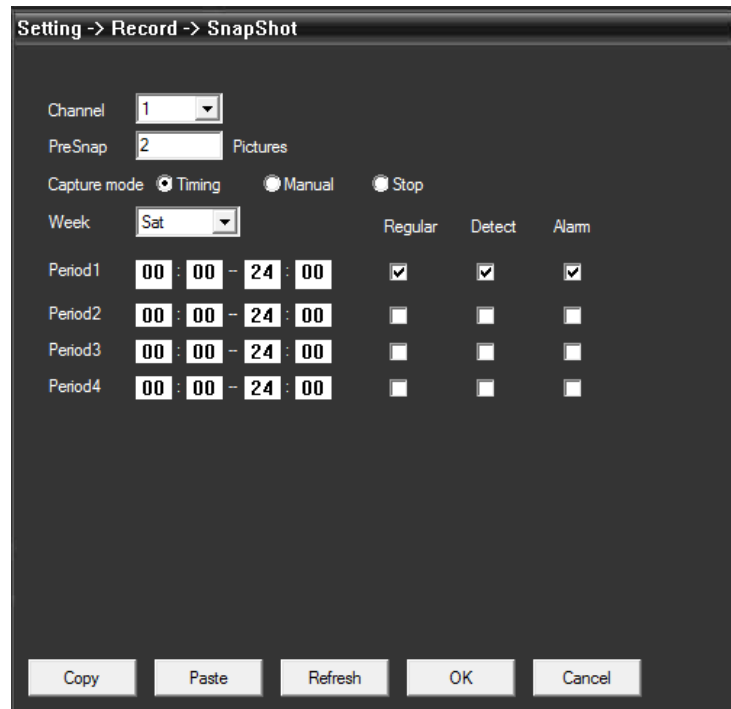 Setting -> Record -> SnapShot
Channel 1
PreSnap 2 Pictures
Capture mode Timing Manual Stop
Week Sat Regular Detect Alarm
Period1 00 : 00 - 24 : 00
Period2 00 : 00 - 24 : 00
Period3 00 : 00 - 24 : 00
Period4 00 : 00 - 24 : 00
Copy Paste Refresh OK Cancel